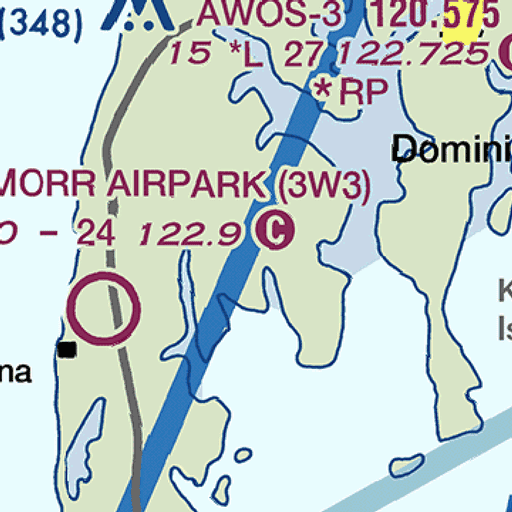 (348)
AWOS-3 120.575
15 *L 27 122.725 C
* RP
Domini
MORR AIRPARK (3W3)
0 - 24 122.9 C
K
Is
na